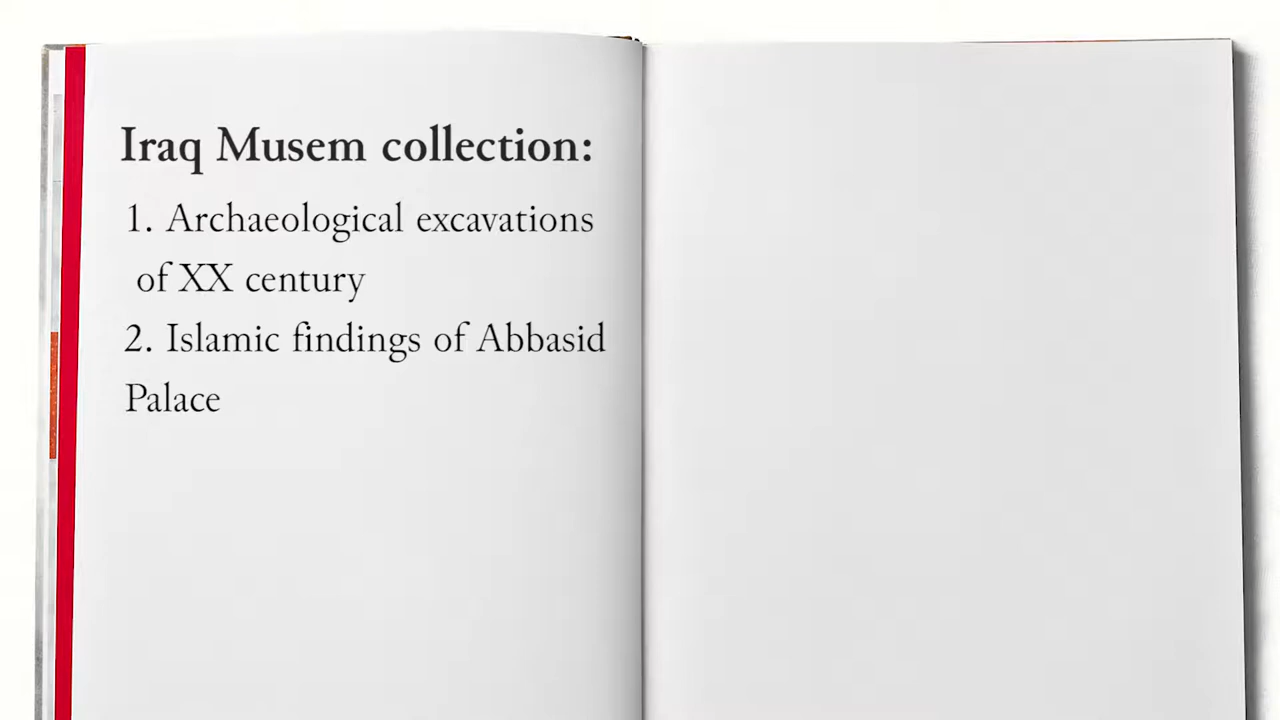 Iraq Musem collection:
1. Archaeological excavations
of XX century
2. Islamic findings of Abbasid
Palace